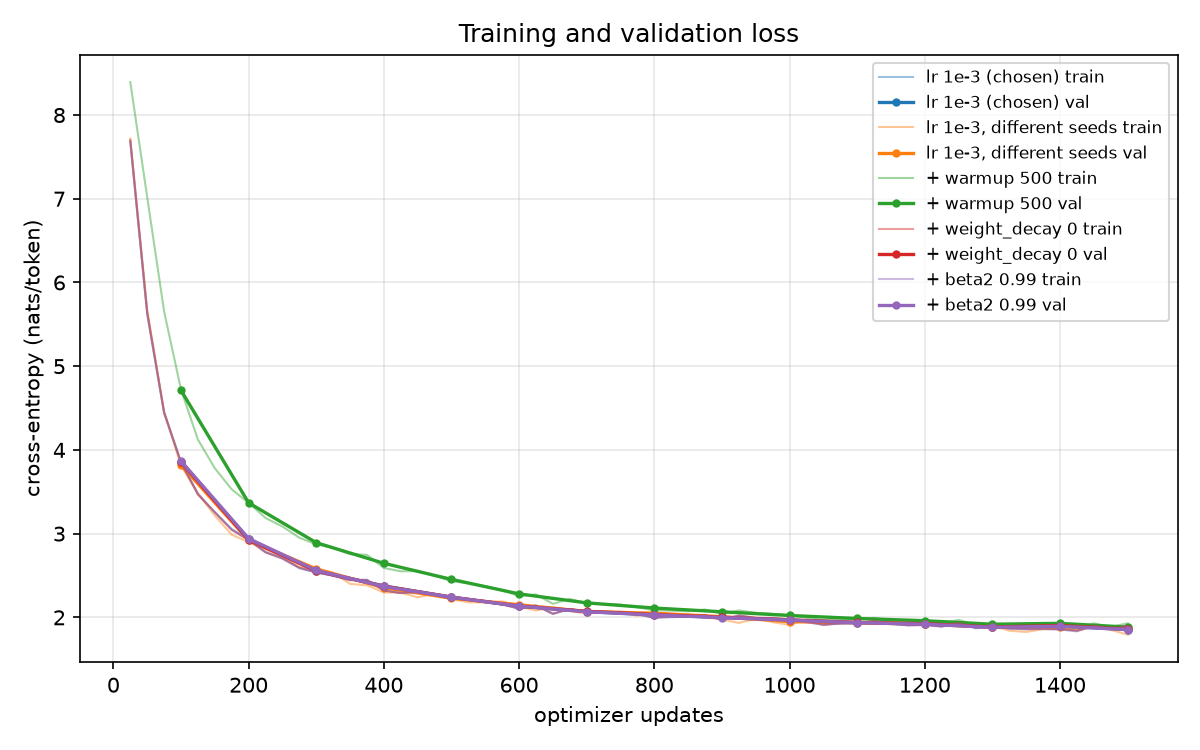 Training and validation loss
cross-entropy (nats/token)
8
7
6
5
4
3
2
lr 1e-3 (chosen) train
lr 1e-3 (chosen) val
lr 1e-3, different seeds train
lr 1e-3, different seeds val
+ warmup 500 train
+ warmup 500 val
+ weight_decay 0 train
+ weight_decay 0 val
+ beta2 0.99 train
+ beta2 0.99 val
0 200 400 600 800 1000 1200 1400
optimizer updates